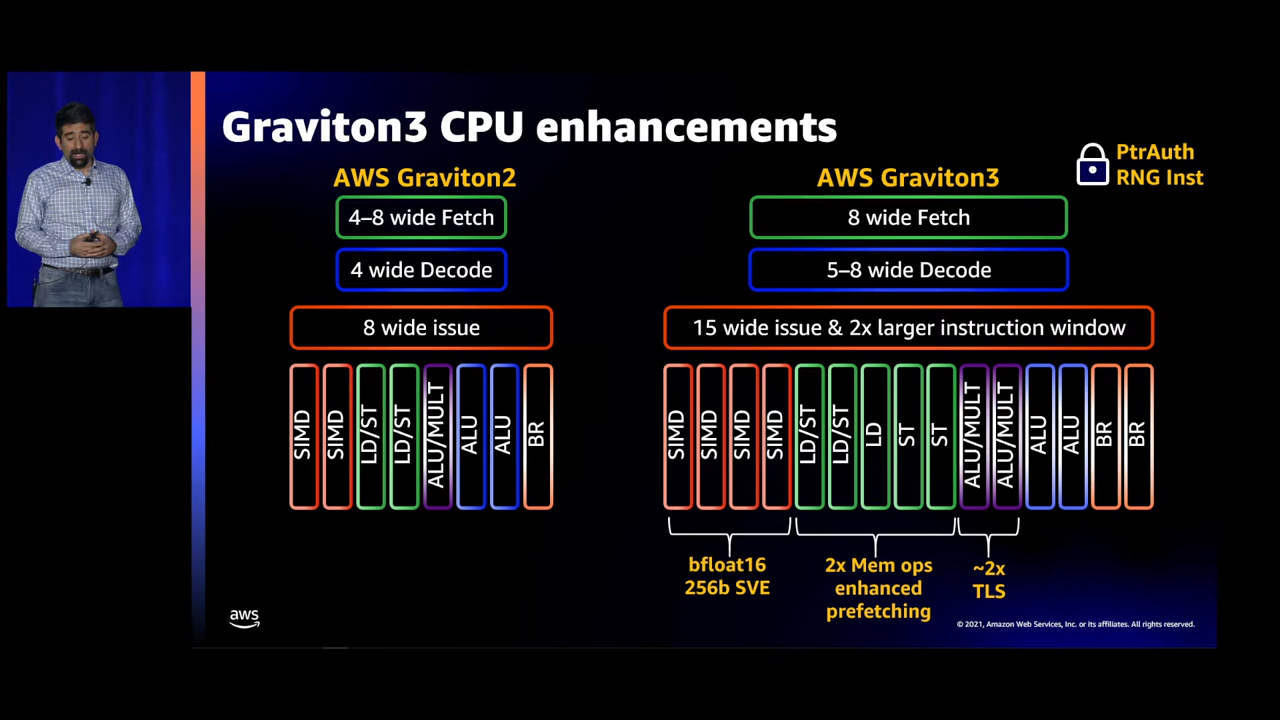 Graviton3 CPU enhancements
PtrAuth
RNG Inst
AWS Graviton2
4–8 wide Fetch
4 wide Decode
8 wide issue
SIMD
SIMD
LD/ST
LD/ST
ALU/MULT
ALU
ALU
BR
AWS Graviton3
8 wide Fetch
5–8 wide Decode
15 wide issue & 2x larger instruction window
SIMD
SIMD
SIMD
SIMD
LD/ST
LD/ST
LD
ST
ST
ALU/MULT
ALU/MULT
ALU
ALU
BR
BR
bfloat16
256b SVE
2x Mem ops
enhanced
prefetching
~2x
TLS
aws
© 2021, Amazon Web Services, Inc. or its affiliates. All rights reserved.